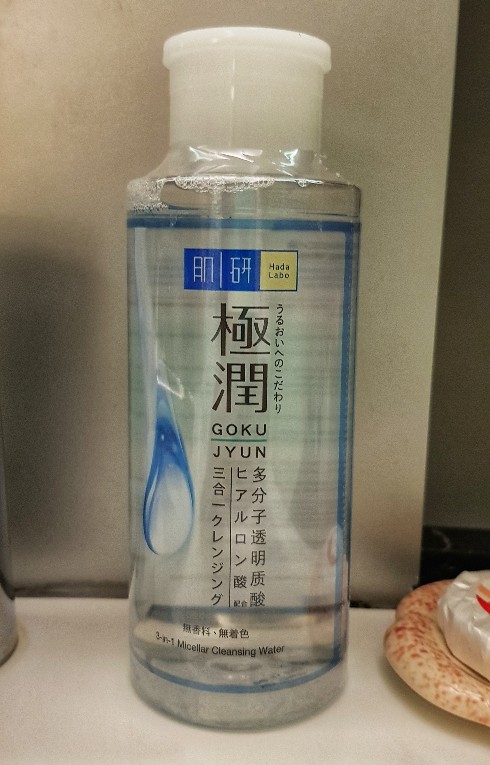 肌研
Hada
Labo
極潤
うるおいへのこだわり
GOKU
JYUN
多分子透明质酸
ヒアルロン酸 配合
三合一クレンジング
無香料、無着色
3-in-1 Micellar Cleansing Water